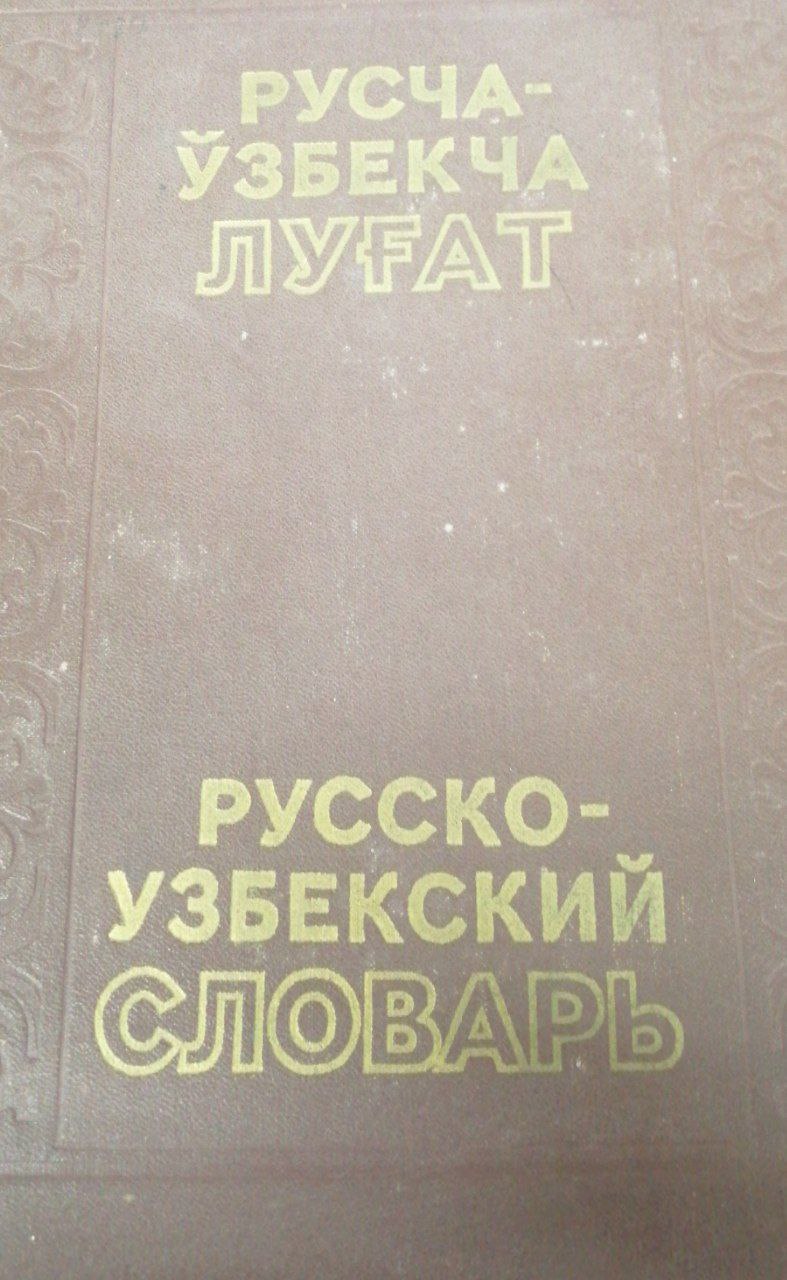 РУСЧА-
ЎЗБЕКЧА
ЛУҒАТ
РУССКО-
УЗБЕКСКИЙ
СЛОВАРЬ